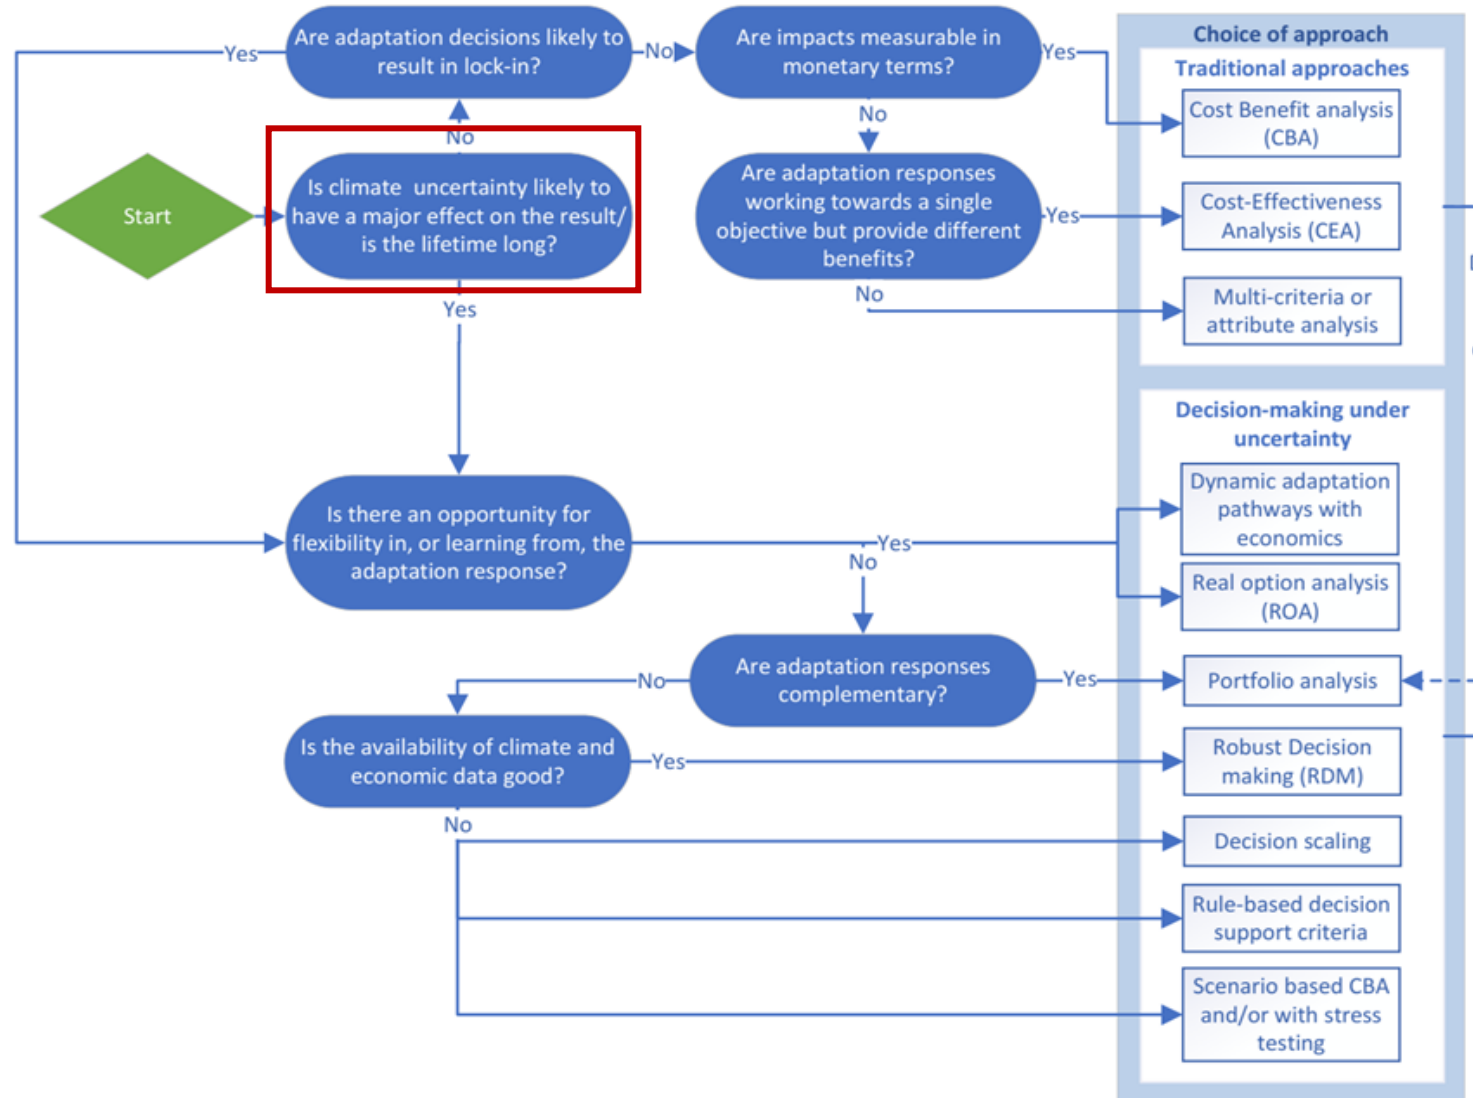 Are adaptation decisions likely to
result in lock-in?
Yes
No
Are impacts measurable in
monetary terms?
Yes
No
No
Start
Is climate uncertainty likely to
have a major effect on the result/
is the lifetime long?
Yes
Are adaptation responses
working towards a single
objective but provide different
benefits?
Yes
No
Is there an opportunity for
flexibility in, or learning from, the
adaptation response?
Yes
No
Are adaptation responses
complementary?
Yes
No
Is the availability of climate and
economic data good?
Yes
No
Choice of approach
Traditional approaches
Cost Benefit analysis
(CBA)
Cost-Effectiveness
Analysis (CEA)
Multi-criteria or
attribute analysis
Decision-making under
uncertainty
Dynamic adaptation
pathways with
economics
Real option analysis
(ROA)
Portfolio analysis
Robust Decision
making (RDM)
Decision scaling
Rule-based decision
support criteria
Scenario based CBA
and/or with stress
testing